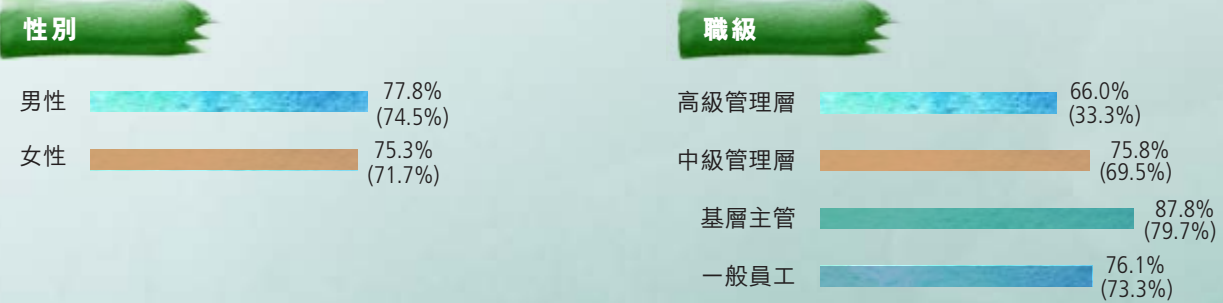 性別
男性
77.8%
(74.5%)
女性
75.3%
(71.7%)
職級
高級管理層
66.0%
(33.3%)
中級管理層
75.8%
(69.5%)
基層主管
87.8%
(79.7%)
一般員工
76.1%
(73.3%)